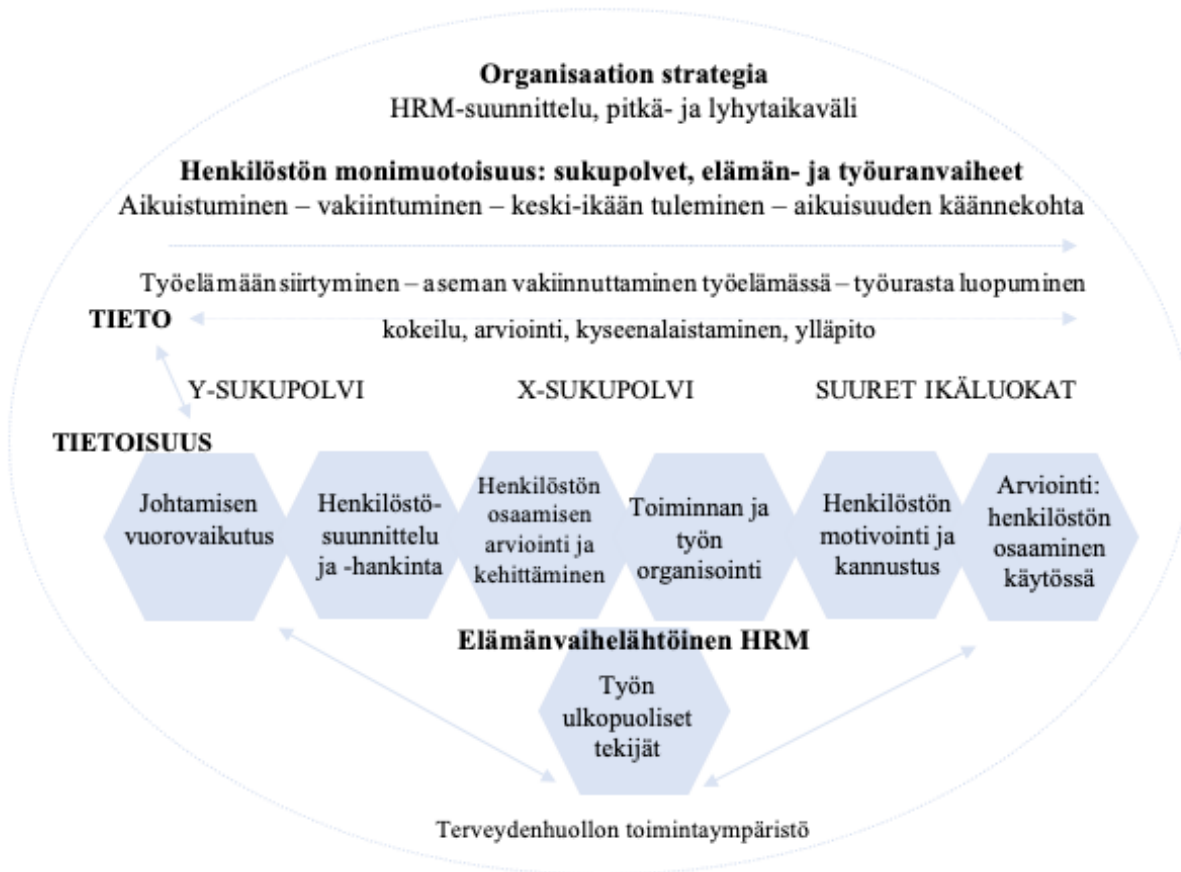 Organisaation strategia
HRM-suunnittelu, pitkä- ja lyhytaikaväli
Henkilöstön monimuotoisuus: sukupolvet, elämän- ja työuranvaiheet
Aikuistuminen – vakiintuminen – keski-ikään tuleminen – aikuisuuden käännekohta
Työelämään siirtyminen – aseman vakiinnuttaminen työelämässä – työurasta luopuminen
TIETO
kokeilu, arviointi, kyseenalaistaminen, ylläpito
Y-SUKUPOLVI
X-SUKUPOLVI
SUURET IKÄLUOKAT
TIETOISUUS
Johtamisen
vuorovaikutus
Henkilöstö-
suunnittelu
ja -hankinta
Henkilöstön
osaamisen
arviointi ja
kehittäminen
Toiminnan ja
työn
organisointi
Henkilöstön
motivointi ja
kannustus
Arviointi:
henkilöstön
osaaminen
käytössä
Elämänvaihelähtöinen HRM
Työn
ulkopuoliset
tekijät
Terveydenhuollon toimintaympäristö